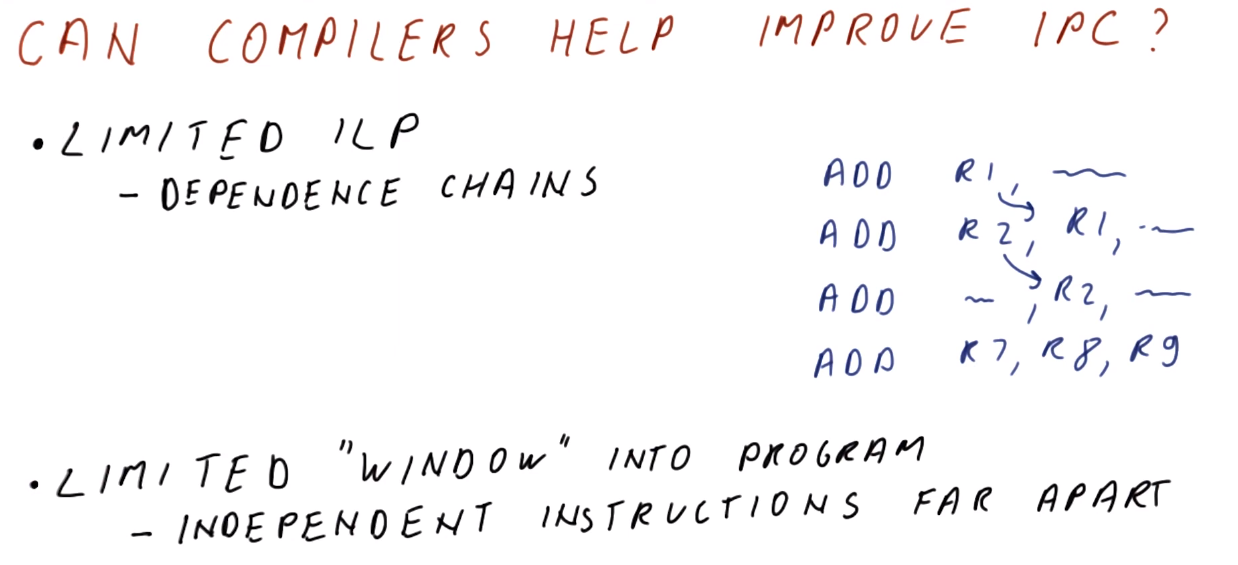 CAN COMPILERS HELP IMPROVE IPC?
• LIMITED ILP
- DEPENDENCE CHAINS
ADD R1, ~
ADD R2, R1, ~
ADD ~, R2, ~
ADD R7, R8, R9
• LIMITED "WINDOW" INTO PROGRAM
- INDEPENDENT INSTRUCTIONS FAR APART